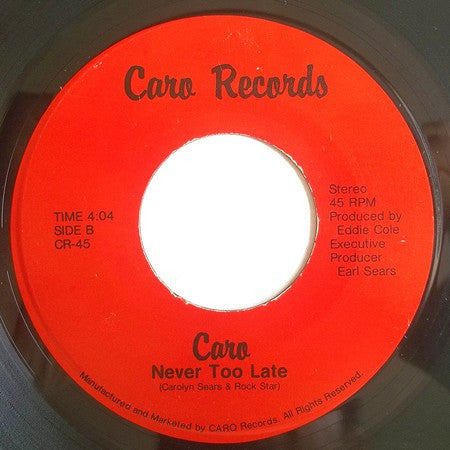 Caro Records
TIME 4:04
SIDE B
CR-45
Stereo
45 RPM
Produced by
Eddie Cole
Executive
Producer
Earl Sears
Caro
Never Too Late
(Carolyn Sears & Rock Star)
Manufactured and Marketed by CARO Records. All Rights Reserved.